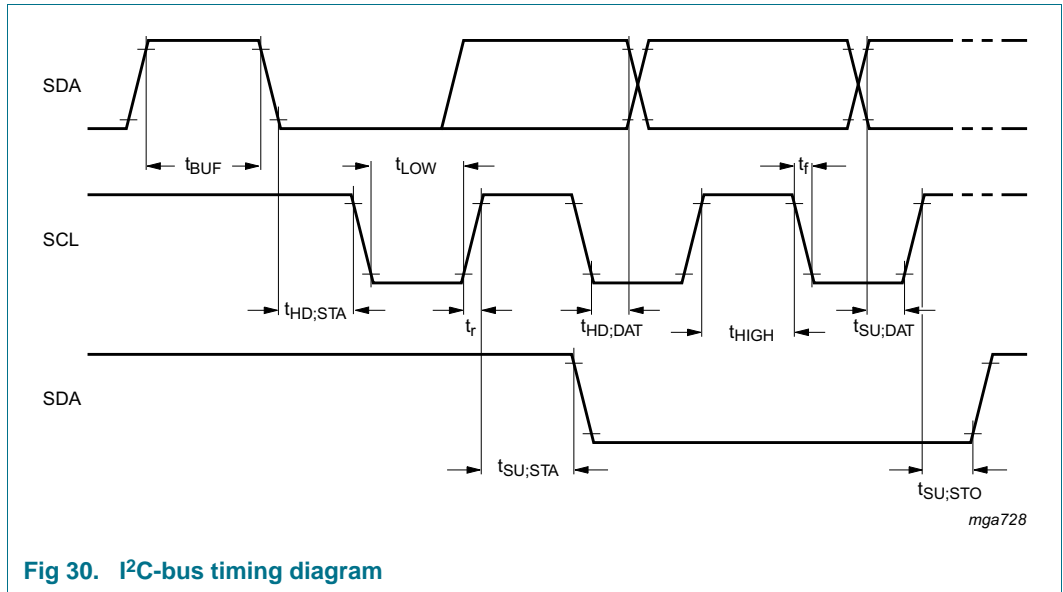 SDA
tBUF
tLOW
tf
SCL
tHD;STA
tr
tHD;DAT
tHIGH
tSU;DAT
SDA
tSU;STA
tSU;STO
mga728
Fig 30. I²C-bus timing diagram